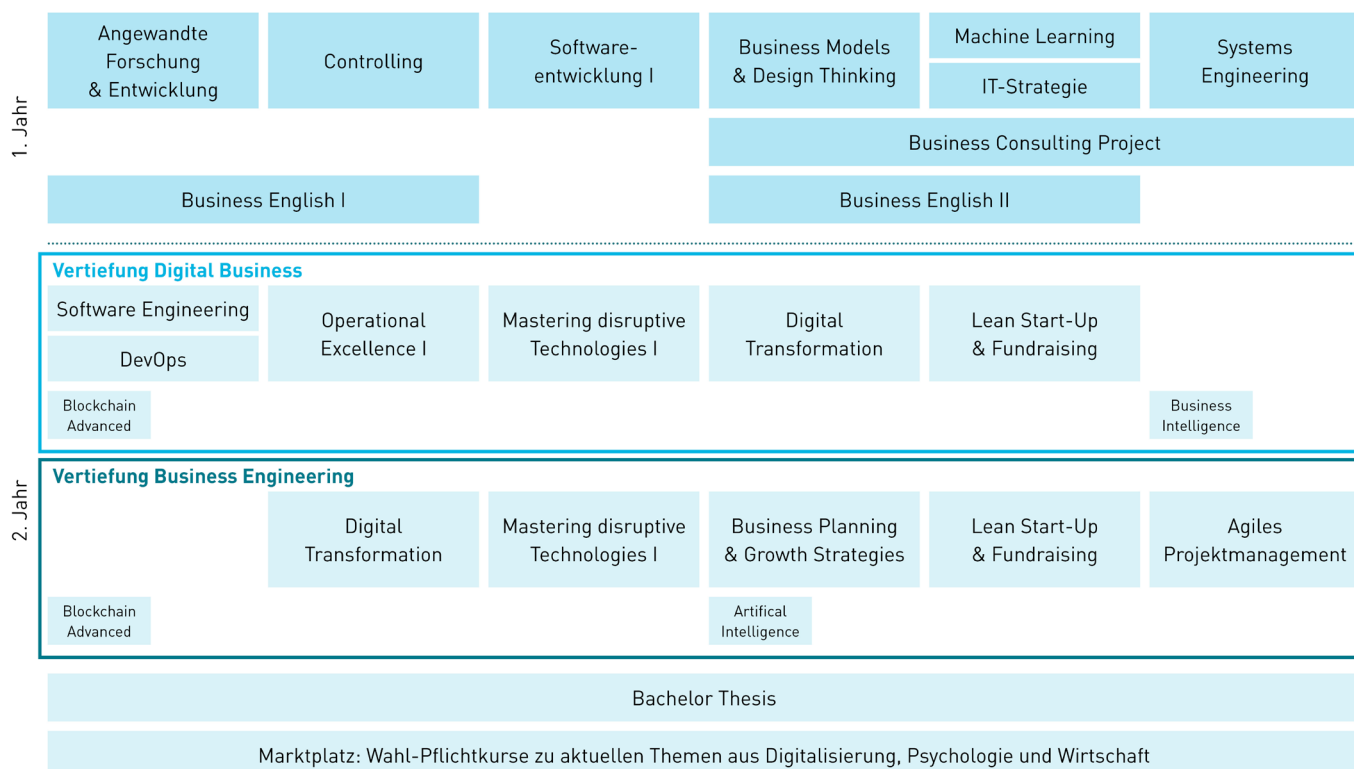 1. Jahr
Angewandte
Forschung
& Entwicklung
Controlling
Software-
entwicklung I
Business Models
& Design Thinking
Machine Learning
IT-Strategie
Systems
Engineering
Business Consulting Project
Business English I
Business English II
2. Jahr
Vertiefung Digital Business
Software Engineering
DevOps
Operational
Excellence I
Mastering disruptive
Technologies I
Digital
Transformation
Lean Start-Up
& Fundraising
Blockchain
Advanced
Business
Intelligence
Vertiefung Business Engineering
Digital
Transformation
Mastering disruptive
Technologies I
Business Planning
& Growth Strategies
Lean Start-Up
& Fundraising
Agiles
Projektmanagement
Blockchain
Advanced
Artifical
Intelligence
Bachelor Thesis
Marktplatz: Wahl-Pflichtkurse zu aktuellen Themen aus Digitalisierung, Psychologie und Wirtschaft